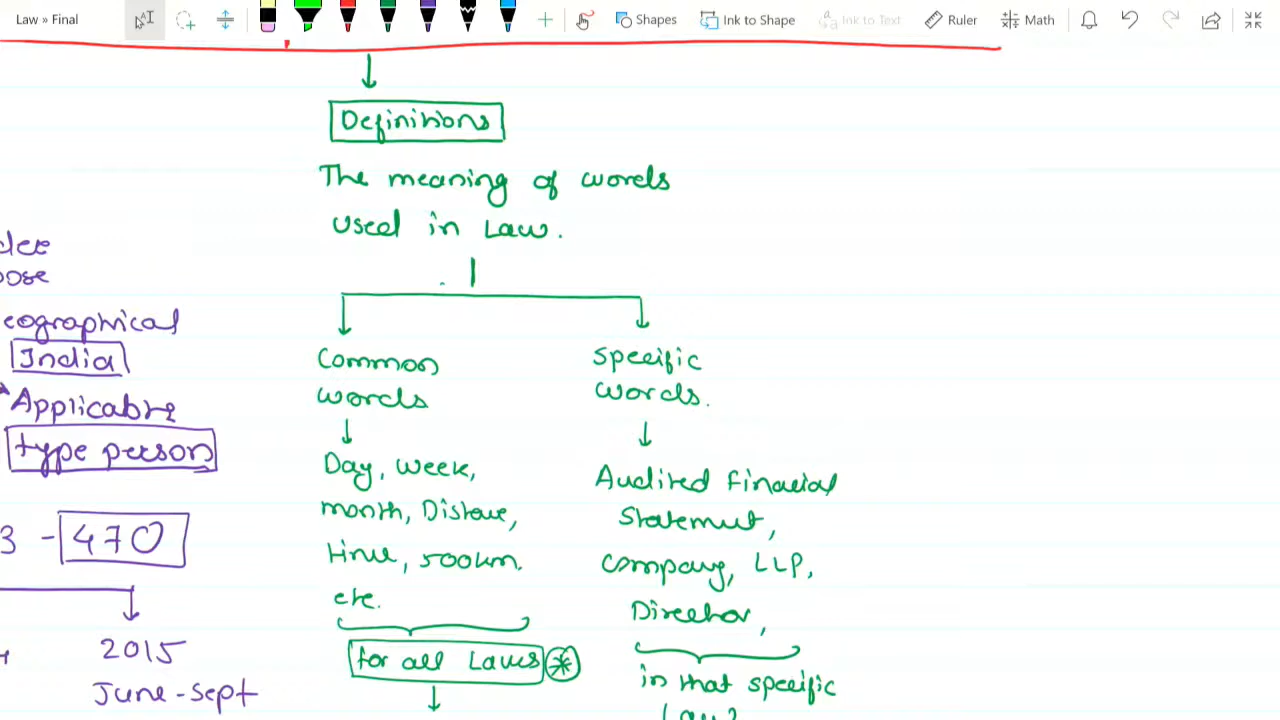 Law » Final
Shapes
Ink to Shape
Ink to Text
Ruler
Math
Definitions
The meaning of words
used in Law.
Common
words
Day, week,
month, Distance,
time, 500km.
etc.
for all Laws
Specific
words.
Audited Financial
Statement,
Company, LLP,
Director,
in that specific
Law
eographical
India
Applicable
type person
3 - 470
2015
June - Sept